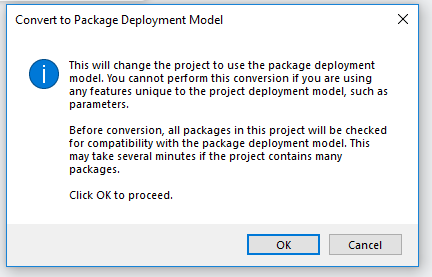 Convert to Package Deployment Model
This will change the project to use the package deployment
model. You cannot perform this conversion if you are using
any features unique to the project deployment model, such as
parameters.
Before conversion, all packages in this project will be checked
for compatibility with the package deployment model. This
may take several minutes if the project contains many
packages.
Click OK to proceed.
OK
Cancel